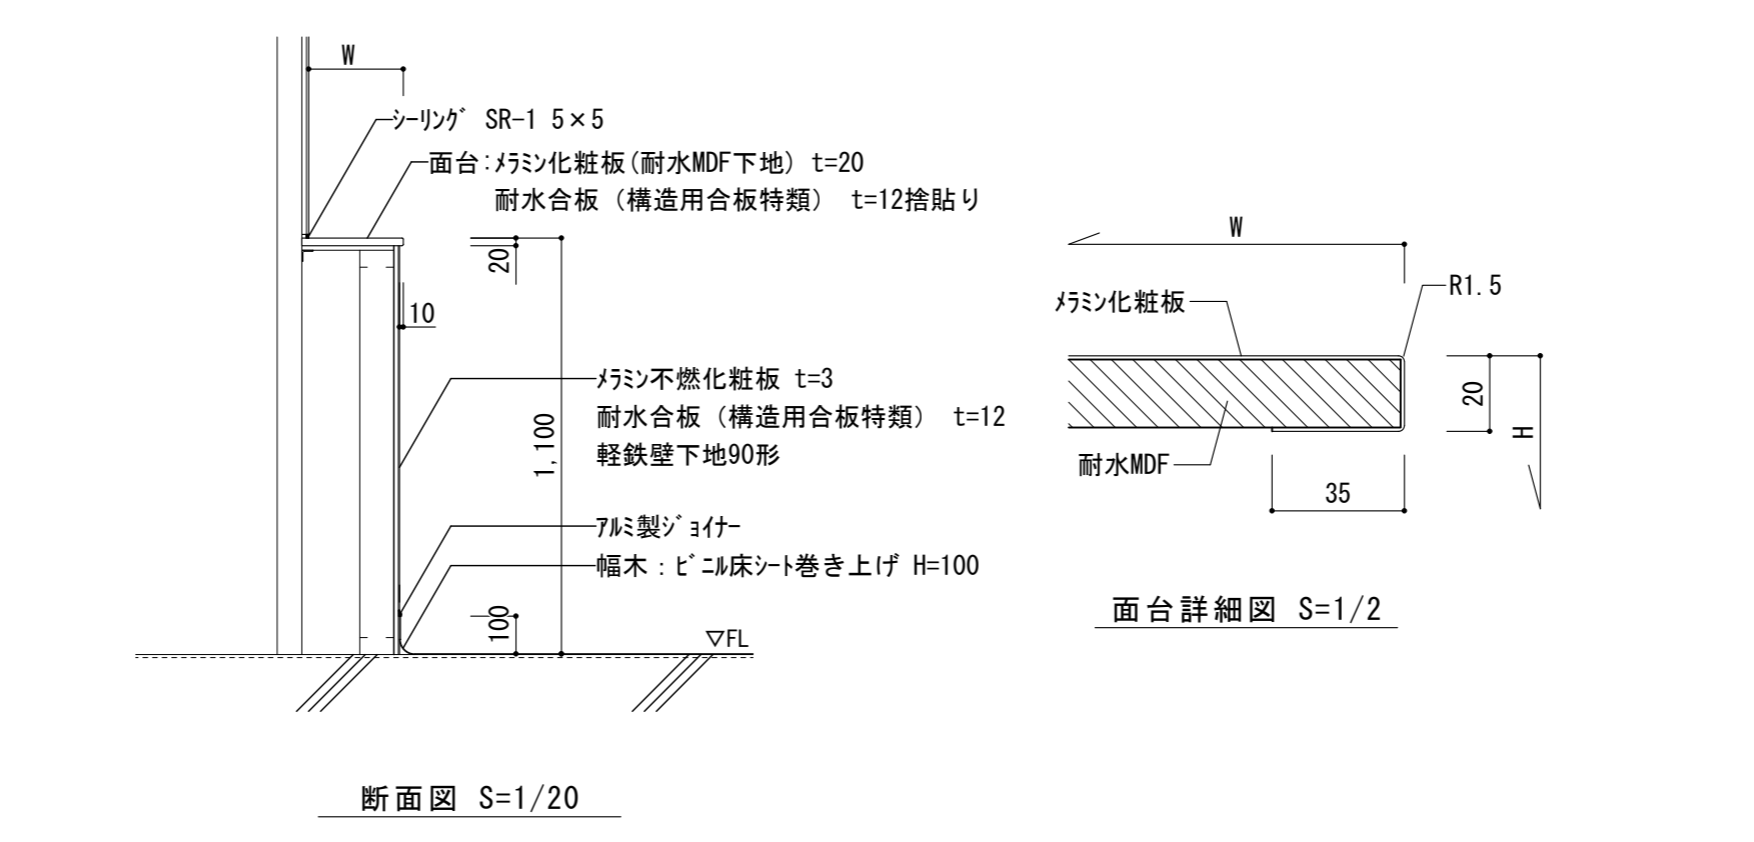 W
ｼｰﾘﾝｸﾞ SR-1 5×5
面台:ﾒﾗﾐﾝ化粧板(耐水MDF下地) t=20
耐水合板（構造用合板特類） t=12捨貼り
20
10
1,100
ﾒﾗﾐﾝ不燃化粧板 t=3
耐水合板（構造用合板特類） t=12
軽鉄壁下地90形
ｱﾙﾐ製ｼﾞｮｲﾅｰ
幅木：ﾋﾞﾆﾙ床ｼｰﾄ巻き上げ H=100
100
▽FL
断面図 S=1/20
W
R1.5
ﾒﾗﾐﾝ化粧板
20
H
耐水MDF
35
面台詳細図 S=1/2